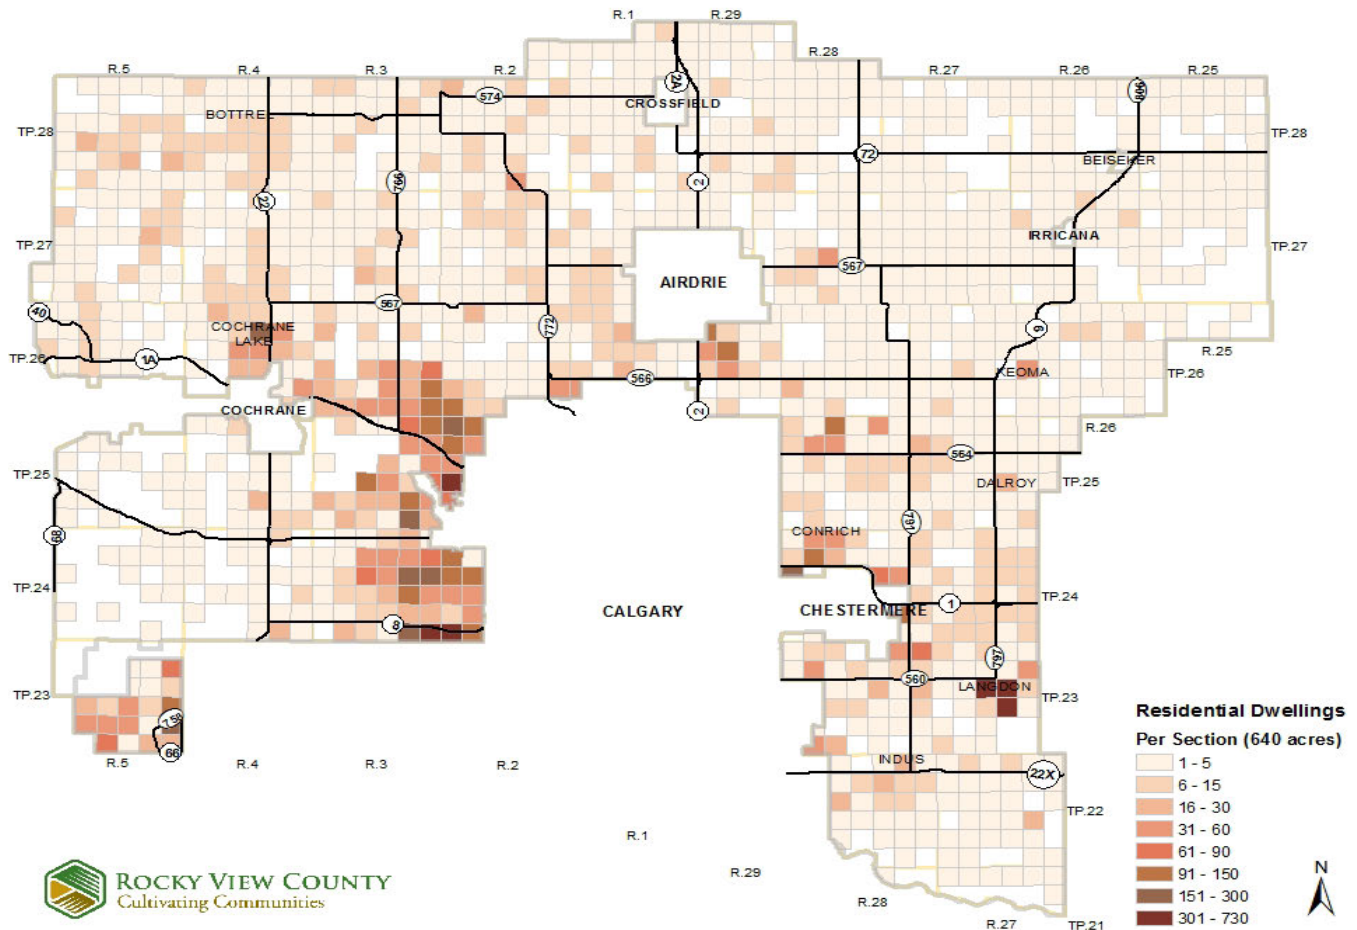 R.1
R.29
R.28
R.5
R.4
R.3
R.2
R.27
R.26
R.25
2A
908
574
CROSSFIELD
BOTTREL
TP.28
TP.28
72
BEISEKER
766
2
22
IRRICANA
TP.27
TP.27
567
AIRDRIE
567
40
COCHRANE
LAKE
772
9
1A
TP.26
R.25
KEOMA
TP.26
566
COCHRANE
2
R.26
564
TP.25
DALROY
TP.25
791
CONRICH
68
TP.24
TP.24
CALGARY
CHESTERMERE
1
8
797
TP.23
560
LANGDON
TP.23
758
66
R.5
R.4
R.3
R.2
INDUS
22X
TP.22
R.1
R.29
R.28
R.27
TP.21
Residential Dwellings
Per Section (640 acres)
1 - 5
6 - 15
16 - 30
31 - 60
61 - 90
91 - 150
151 - 300
301 - 730
N
ROCKY VIEW COUNTY
Cultivating Communities